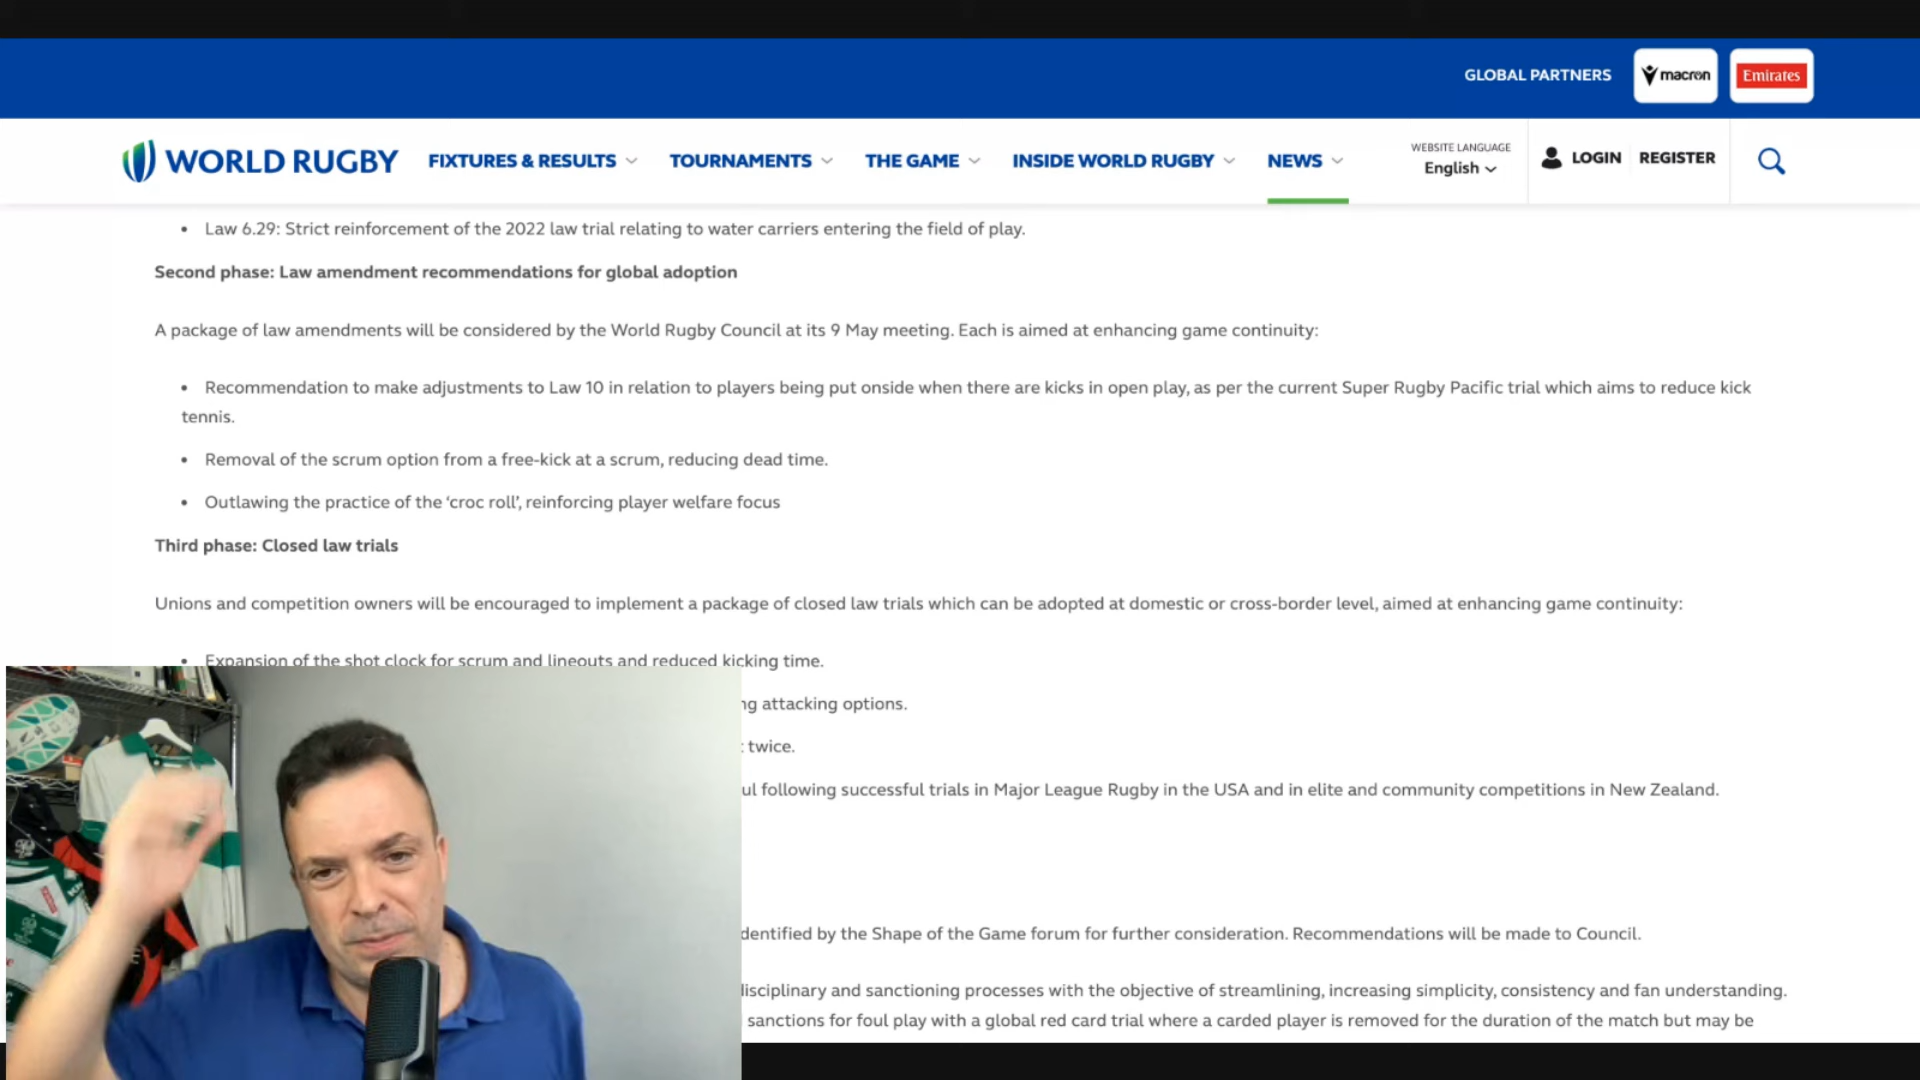 GLOBAL PARTNERS
macron
Emirates
WORLD RUGBY
FIXTURES & RESULTS
TOURNAMENTS
THE GAME
INSIDE WORLD RUGBY
NEWS
WEBSITE LANGUAGE
English
LOGIN
REGISTER
• Law 6.29: Strict reinforcement of the 2022 law trial relating to water carriers entering the field of play.
Second phase: Law amendment recommendations for global adoption
A package of law amendments will be considered by the World Rugby Council at its 9 May meeting. Each is aimed at enhancing game continuity:
• Recommendation to make adjustments to Law 10 in relation to players being put onside when there are kicks in open play, as per the current Super Rugby Pacific trial which aims to reduce kick
tennis.
• Removal of the scrum option from a free-kick at a scrum, reducing dead time.
• Outlawing the practice of the ‘croc roll’, reinforcing player welfare focus
Third phase: Closed law trials
Unions and competition owners will be encouraged to implement a package of closed law trials which can be adopted at domestic or cross-border level, aimed at enhancing game continuity:
• Expansion of the shot clock for scrum and lineouts and reduced kicking time.
ng attacking options.
twice.
ul following successful trials in Major League Rugby in the USA and in elite and community competitions in New Zealand.
dentified by the Shape of the Game forum for further consideration. Recommendations will be made to Council.
disciplinary and sanctioning processes with the objective of streamlining, increasing simplicity, consistency and fan understanding.
sanctions for foul play with a global red card trial where a carded player is removed for the duration of the match but may be